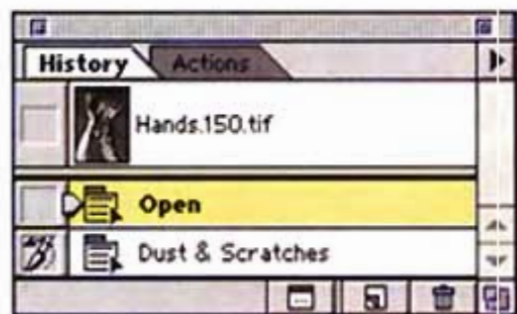 History Actions
Hands.150.tif
Open
Dust & Scratches